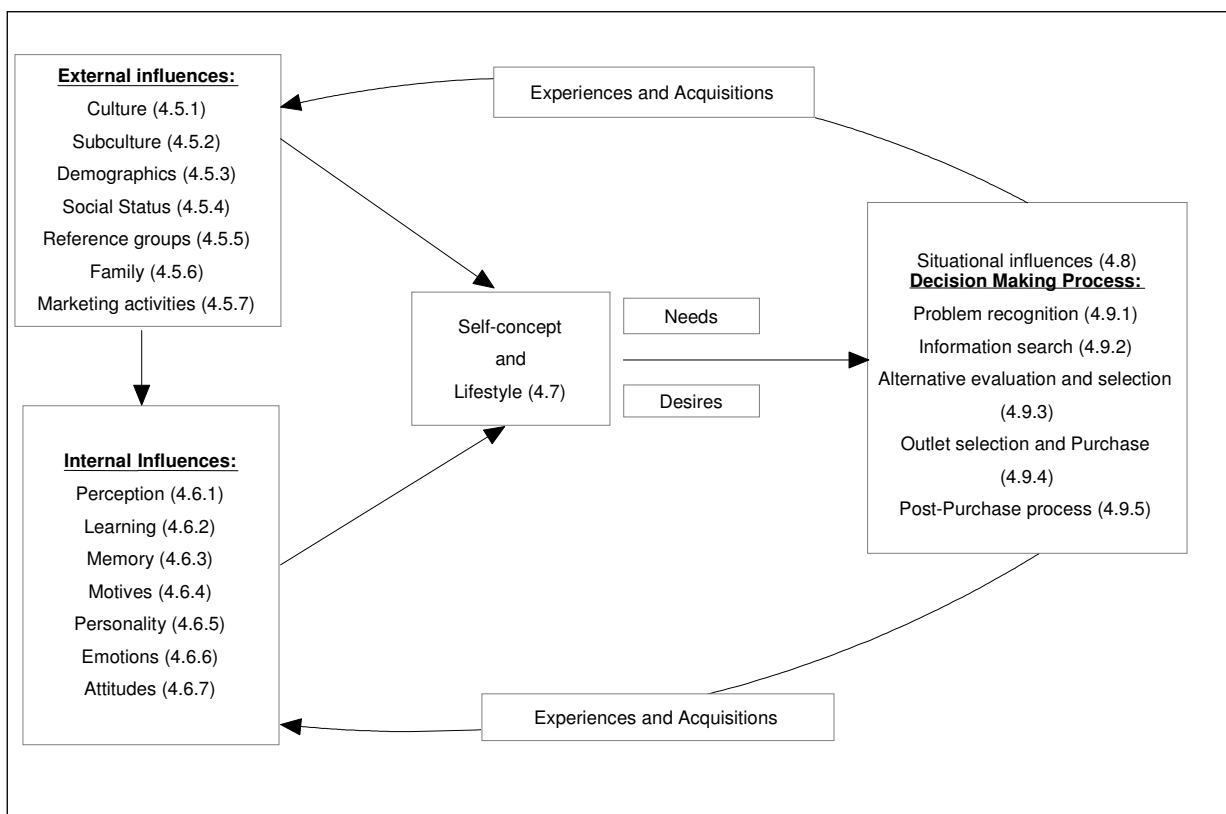 External influences:
Culture (4.5.1)
Subculture (4.5.2)
Demographics (4.5.3)
Social Status (4.5.4)
Reference groups (4.5.5)
Family (4.5.6)
Marketing activities (4.5.7)
Experiences and Acquisitions
Internal Influences:
Perception (4.6.1)
Learning (4.6.2)
Memory (4.6.3)
Motives (4.6.4)
Personality (4.6.5)
Emotions (4.6.6)
Attitudes (4.6.7)
Self-concept
and
Lifestyle (4.7)
Needs
Desires
Situational influences (4.8)
Decision Making Process:
Problem recognition (4.9.1)
Information search (4.9.2)
Alternative evaluation and selection
(4.9.3)
Outlet selection and Purchase
(4.9.4)
Post-Purchase process (4.9.5)
Experiences and Acquisitions